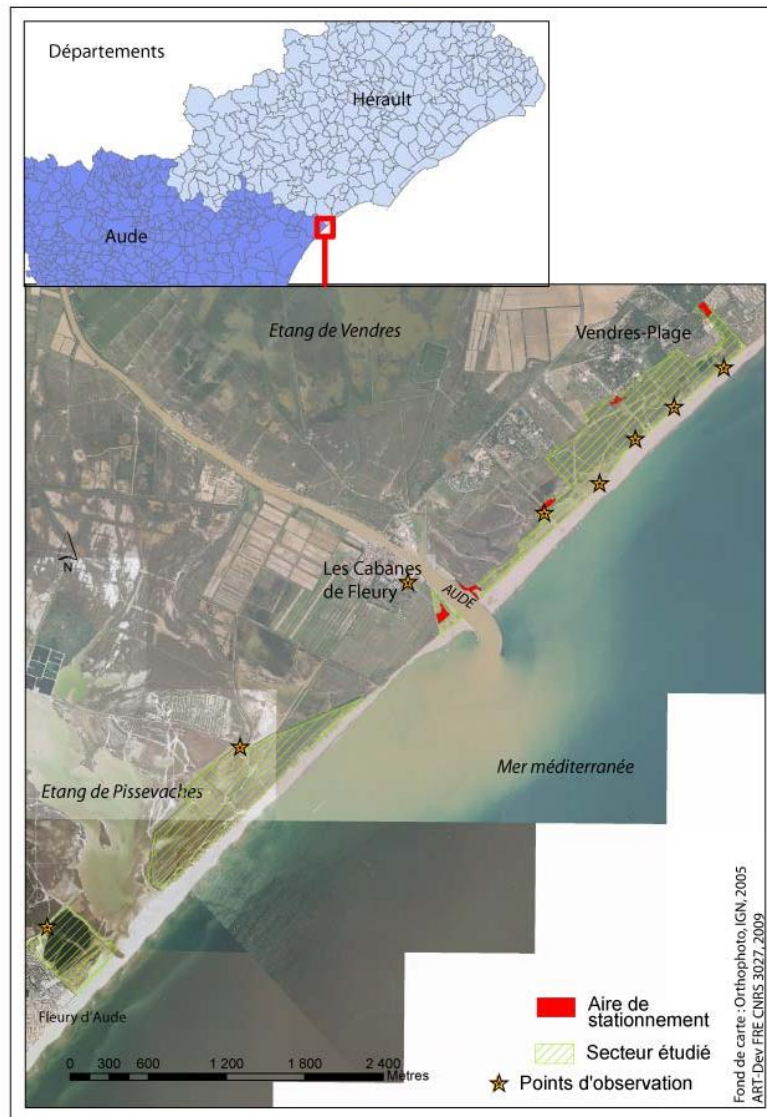 Départements
Hérault
Aude
Etang de Vendres
Vendres-Plage
Les Cabanes
de Fleury
AUDE
N
Etang de Pissevaches
Mer méditerranée
Fleury d'Aude
Aire de
stationnement
Secteur étudié
Points d'observation
0 300 600 1 200 1 800 2 400
Mètres
Fond de carte : Orthophoto, IGN, 2005
ART-Dev FRE CNRS 3027, 2009